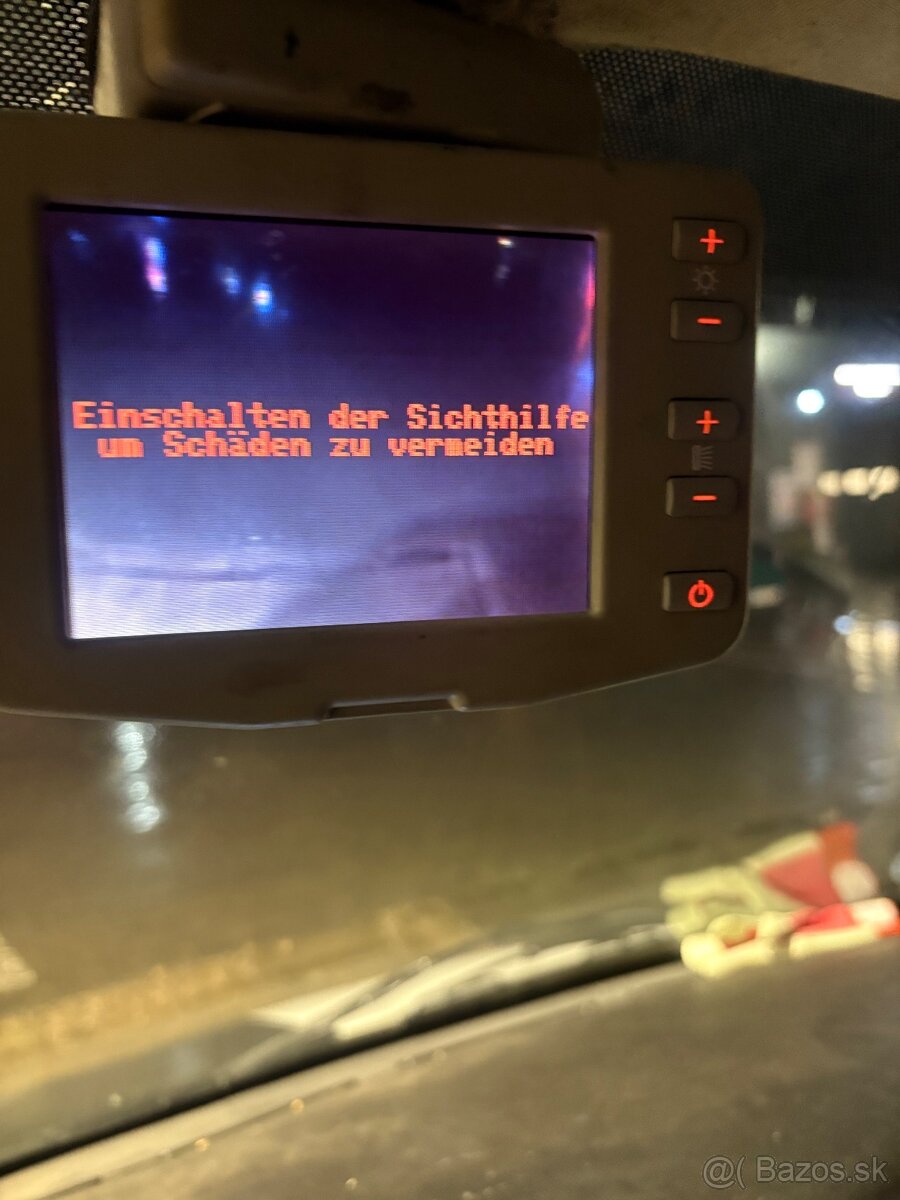 Einschalten der Sichthilfe
um Schäden zu vermeiden
@( Bazos.sk